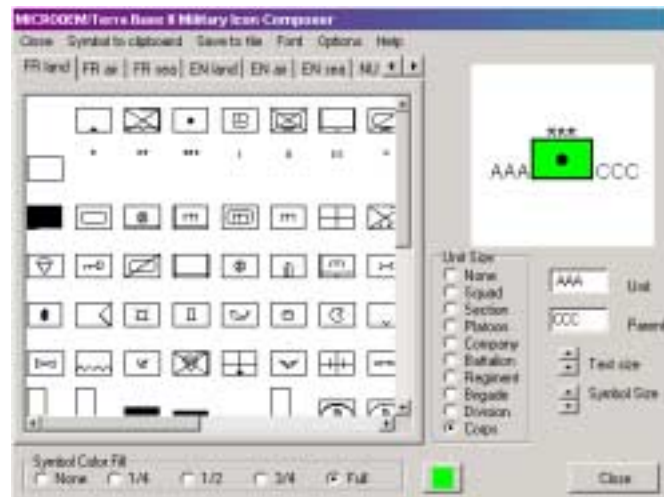 MICRODEM/Terra Base II Military Icon Composer
Close Symbol to clipboard Save to file Font Options Help
FR land FR air FR sea EN land EN air EN sea NU
AAA CCC
Unit Size
None
Squad
Section
Platoon
Company
Battalion
Regiment
Brigade
Division
Corps
AAA Unit
CCC Parent
Text size
Symbol Size
Symbol Color Fill
None 1/4 1/2 3/4 Full
Close